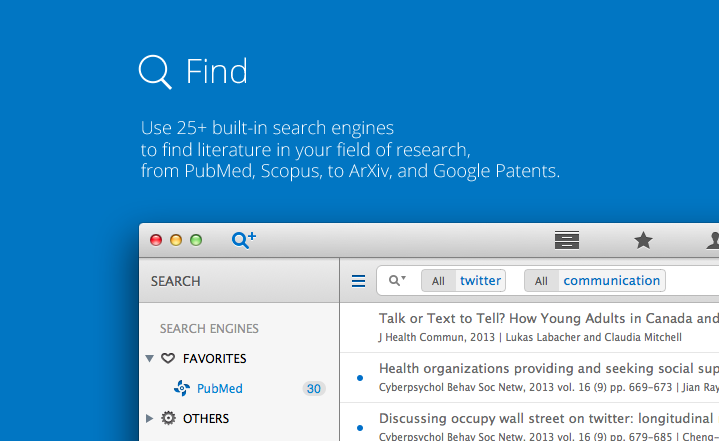 Find
Use 25+ built-in search engines
to find literature in your field of research,
from PubMed, Scopus, to ArXiv, and Google Patents.
SEARCH
All twitter All communication
SEARCH ENGINES
FAVORITES
PubMed 30
OTHERS
Talk or Text to Tell? How Young Adults in Canada and
J Health Commun, 2013 | Lukas Labacher and Claudia Mitchell
Health organizations providing and seeking social sup
Cyberpsychol Behav Soc Netw, 2013 vol. 16 (9) pp. 669-673 | Jian Ray
Discussing occupy wall street on twitter: longitudinal
Cyberpsychol Behav Soc Netw, 2013 vol. 16 (9) pp. 679-685 | Cheng-